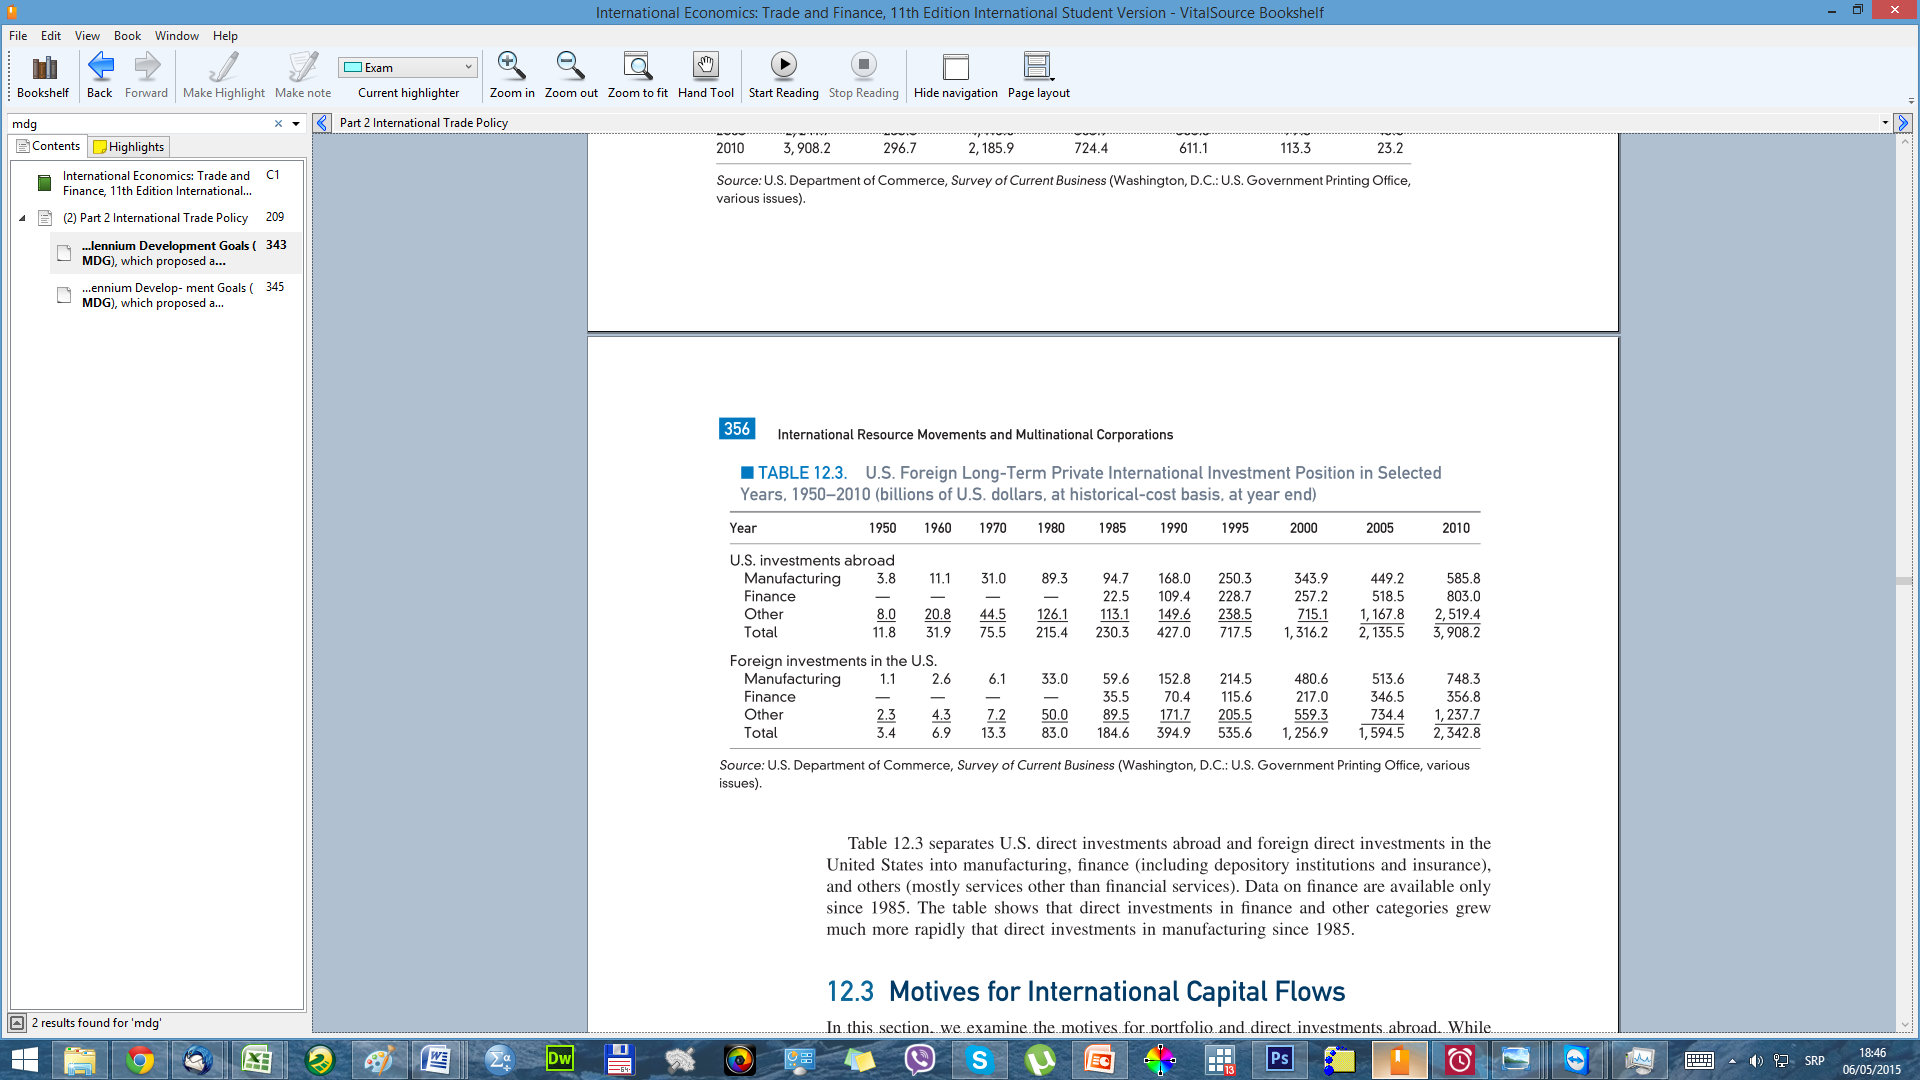 International Economics: Trade and Finance, 11th Edition International Student Version - VitalSource Bookshelf
File Edit View Book Window Help
Bookshelf Back Forward Make Highlight Make note Exam Current highlighter Zoom in Zoom out Zoom to fit Hand Tool Start Reading Stop Reading Hide navigation Page layout
mdg
Part 2 International Trade Policy
Contents Highlights
International Economics: Trade and C1
Finance, 11th Edition International...
(2) Part 2 International Trade Policy 209
...lennium Development Goals ( 343
MDG), which proposed a...
...ennium Develop- ment Goals ( 345
MDG), which proposed a...
2 results found for 'mdg'
2010 3,908.2 296.7 2,185.9 724.4 611.1 113.3 23.2
Source: U.S. Department of Commerce, Survey of Current Business (Washington, D.C.: U.S. Government Printing Office,
various issues).
356 International Resource Movements and Multinational Corporations
TABLE 12.3. U.S. Foreign Long-Term Private International Investment Position in Selected
Years, 1950–2010 (billions of U.S. dollars, at historical-cost basis, at year end)
Year 1950 1960 1970 1980 1985 1990 1995 2000 2005 2010
U.S. investments abroad
Manufacturing 3.8 11.1 31.0 89.3 94.7 168.0 250.3 343.9 449.2 585.8
Finance — — — — 22.5 109.4 228.7 257.2 518.5 803.0
Other 8.0 20.8 44.5 126.1 113.1 149.6 238.5 715.1 1,167.8 2,519.4
Total 11.8 31.9 75.5 215.4 230.3 427.0 717.5 1,316.2 2,135.5 3,908.2
Foreign investments in the U.S.
Manufacturing 1.1 2.6 6.1 33.0 59.6 152.8 214.5 480.6 513.6 748.3
Finance — — — — 35.5 70.4 115.6 217.0 346.5 356.8
Other 2.3 4.3 7.2 50.0 89.5 171.7 205.5 559.3 734.4 1,237.7
Total 3.4 6.9 13.3 83.0 184.6 394.9 535.6 1,256.9 1,594.5 2,342.8
Source: U.S. Department of Commerce, Survey of Current Business (Washington, D.C.: U.S. Government Printing Office, various
issues).
Table 12.3 separates U.S. direct investments abroad and foreign direct investments in the
United States into manufacturing, finance (including depository institutions and insurance),
and others (mostly services other than financial services). Data on finance are available only
since 1985. The table shows that direct investments in finance and other categories grew
much more rapidly that direct investments in manufacturing since 1985.
12.3 Motives for International Capital Flows
In this section, we examine the motives for portfolio and direct investments abroad. While
Dw
Ps
13
SRP
18:46
06/05/2015